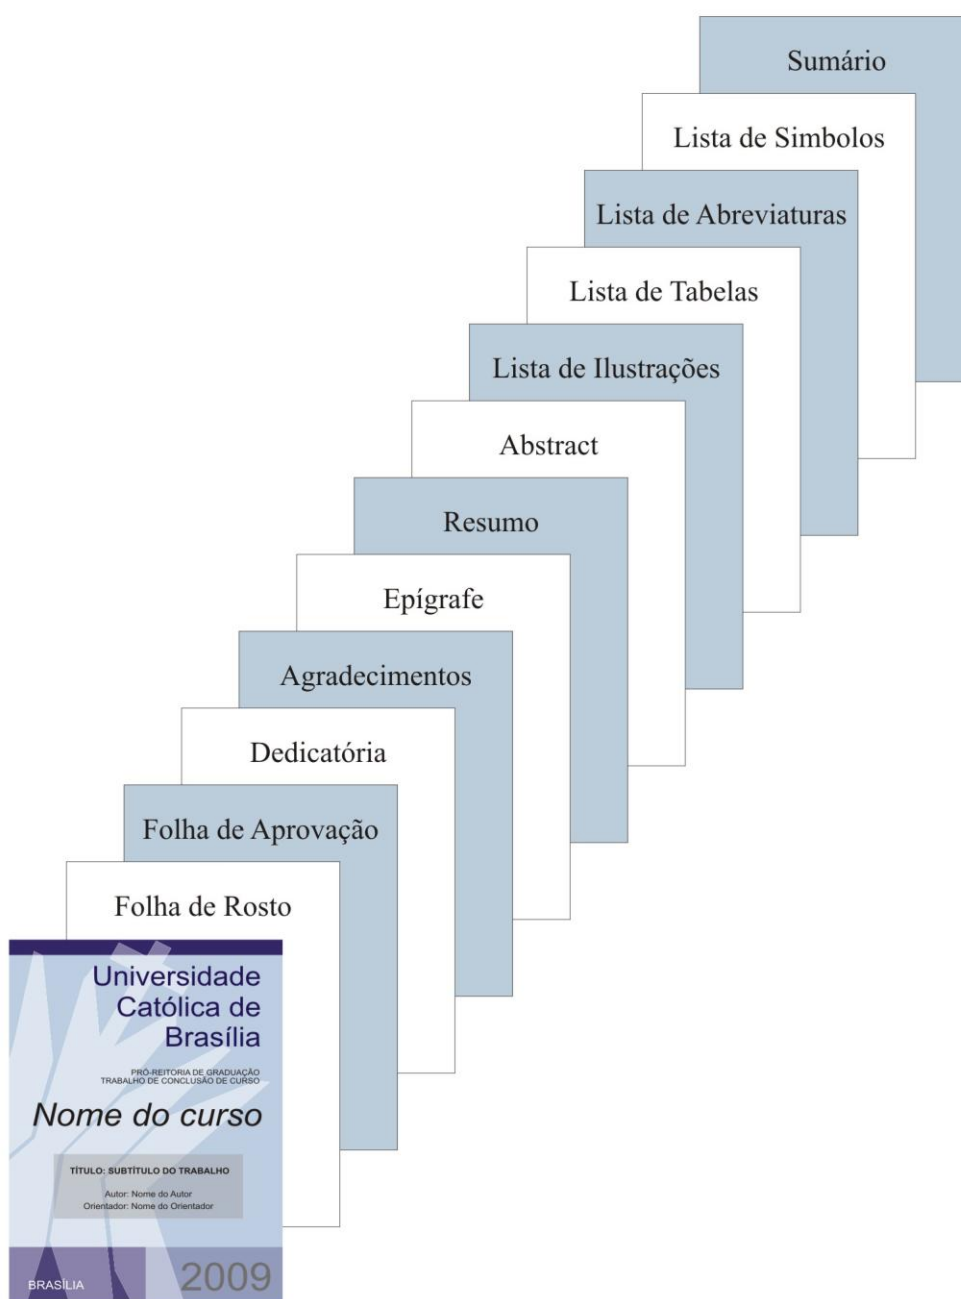 Sumário
Lista de Simbolos
Lista de Abreviaturas
Lista de Tabelas
Lista de Ilustrações
Abstract
Resumo
Epígrafe
Agradecimentos
Dedicatória
Folha de Aprovação
Folha de Rosto
Universidade
Católica de
Brasília
PRÓ-REITORIA DE GRADUAÇÃO
TRABALHO DE CONCLUSÃO DE CURSO
Nome do curso
TÍTULO: SUBTÍTULO DO TRABALHO
Autor: Nome do Autor
Orientador: Nome do Orientador
BRASÍLIA
2009